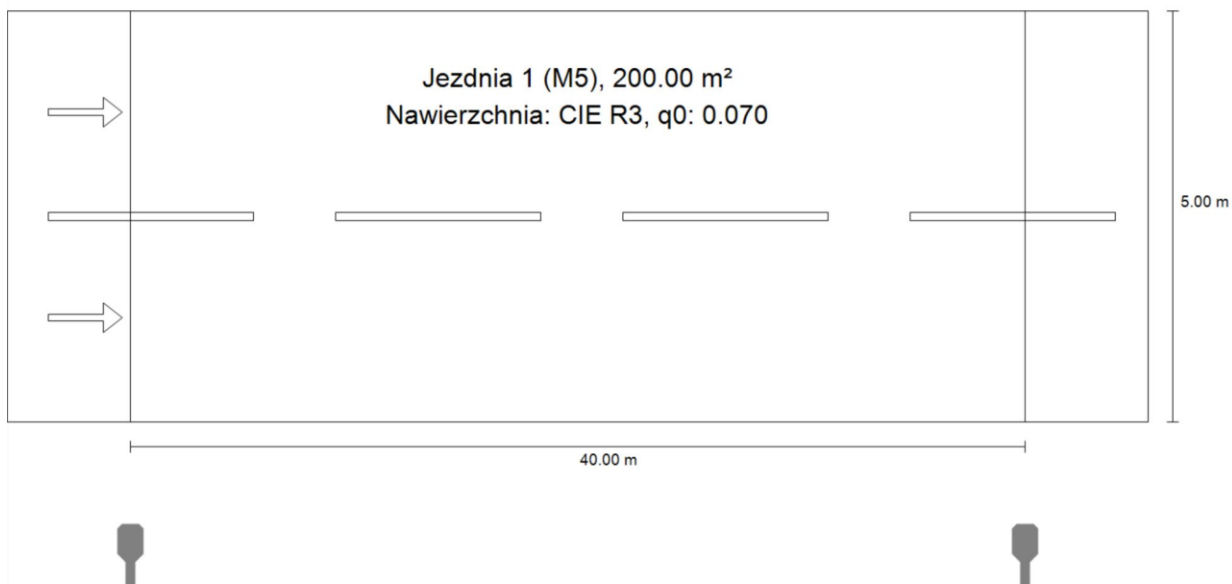 Jezdnia 1 (M5), 200.00 m²
Nawierzchnia: CIE R3, q0: 0.070
5.00 m
40.00 m